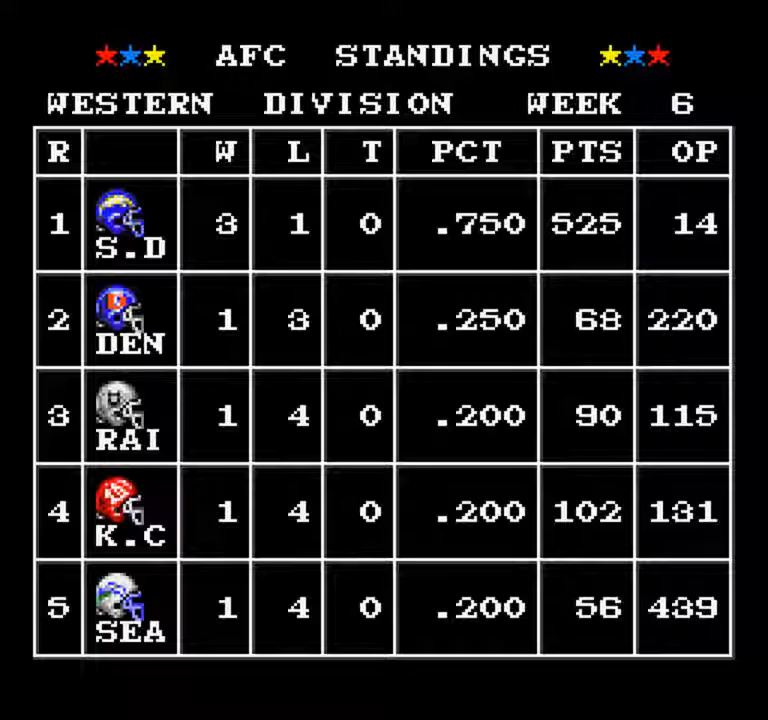 AFC STANDINGS
WESTERN DIVISION WEEK 6
R W L T PCT PTS OP
1 S.D 3 1 0 .750 525 14
2 DEN 1 3 0 .250 68 220
3 RAI 1 4 0 .200 90 115
4 K.C 1 4 0 .200 102 131
5 SEA 1 4 0 .200 56 439